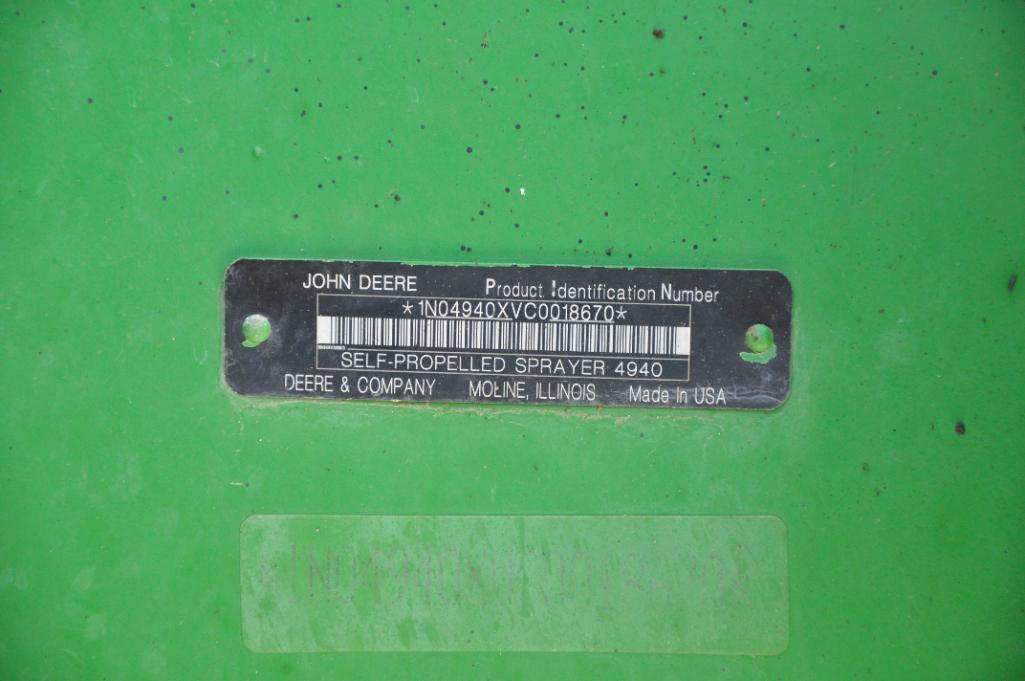 JOHN DEERE Product Identification Number
*1N04940XVC0018670*
SELF-PROPELLED SPRAYER 4940
DEERE & COMPANY MOLINE, ILLINOIS Made In USA